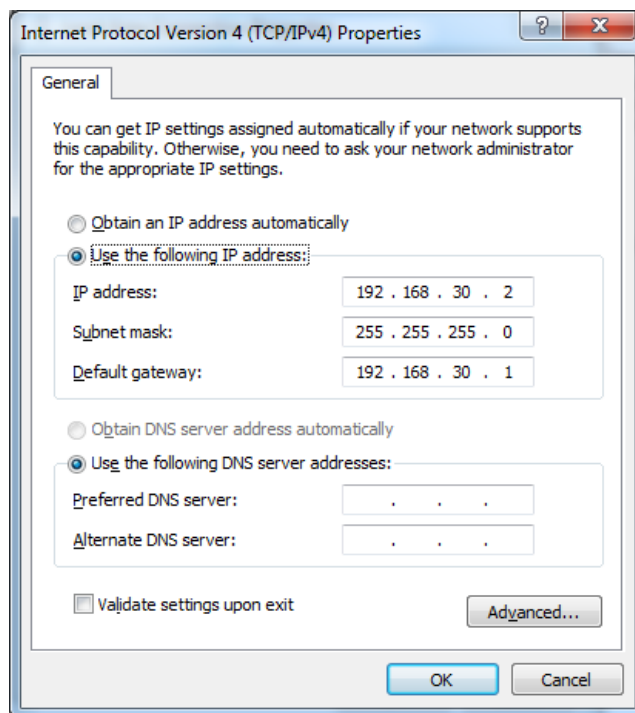 Internet Protocol Version 4 (TCP/IPv4) Properties
General
You can get IP settings assigned automatically if your network supports
this capability. Otherwise, you need to ask your network administrator
for the appropriate IP settings.
Obtain an IP address automatically
Use the following IP address:
IP address: 192 . 168 . 30 . 2
Subnet mask: 255 . 255 . 255 . 0
Default gateway: 192 . 168 . 30 . 1
Obtain DNS server address automatically
Use the following DNS server addresses:
Preferred DNS server: . . .
Alternate DNS server: . . .
Validate settings upon exit
Advanced...
OK Cancel